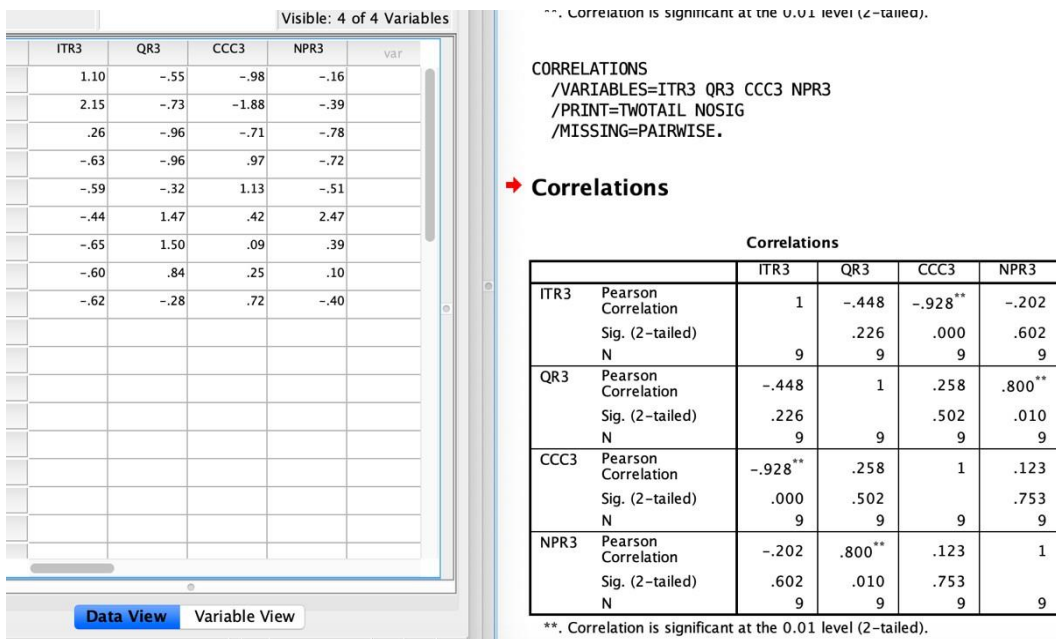 Visible: 4 of 4 Variables
ITR3 QR3 CCC3 NPR3 var
1.10 -.55 -.98 -.16
2.15 -.73 -1.88 -.39
.26 -.96 -.71 -.78
-.63 -.96 .97 -.72
-.59 -.32 1.13 -.51
-.44 1.47 .42 2.47
-.65 1.50 .09 .39
-.60 .84 .25 .10
-.62 -.28 .72 -.40
Data View Variable View
**. Correlation is significant at the 0.01 level (2-tailed).
CORRELATIONS
/VARIABLES=ITR3 QR3 CCC3 NPR3
/PRINT=TWOTAIL NOSIG
/MISSING=PAIRWISE.
Correlations
Correlations
ITR3 QR3 CCC3 NPR3
ITR3 Pearson
Correlation 1 -.448 -.928** -.202
Sig. (2-tailed) .226 .000 .602
N 9 9 9 9
QR3 Pearson
Correlation -.448 1 .258 .800**
Sig. (2-tailed) .226 .502 .010
N 9 9 9 9
CCC3 Pearson
Correlation -.928** .258 1 .123
Sig. (2-tailed) .000 .502 .753
N 9 9 9 9
NPR3 Pearson
Correlation -.202 .800** .123 1
Sig. (2-tailed) .602 .010 .753
N 9 9 9 9
**. Correlation is significant at the 0.01 level (2-tailed).